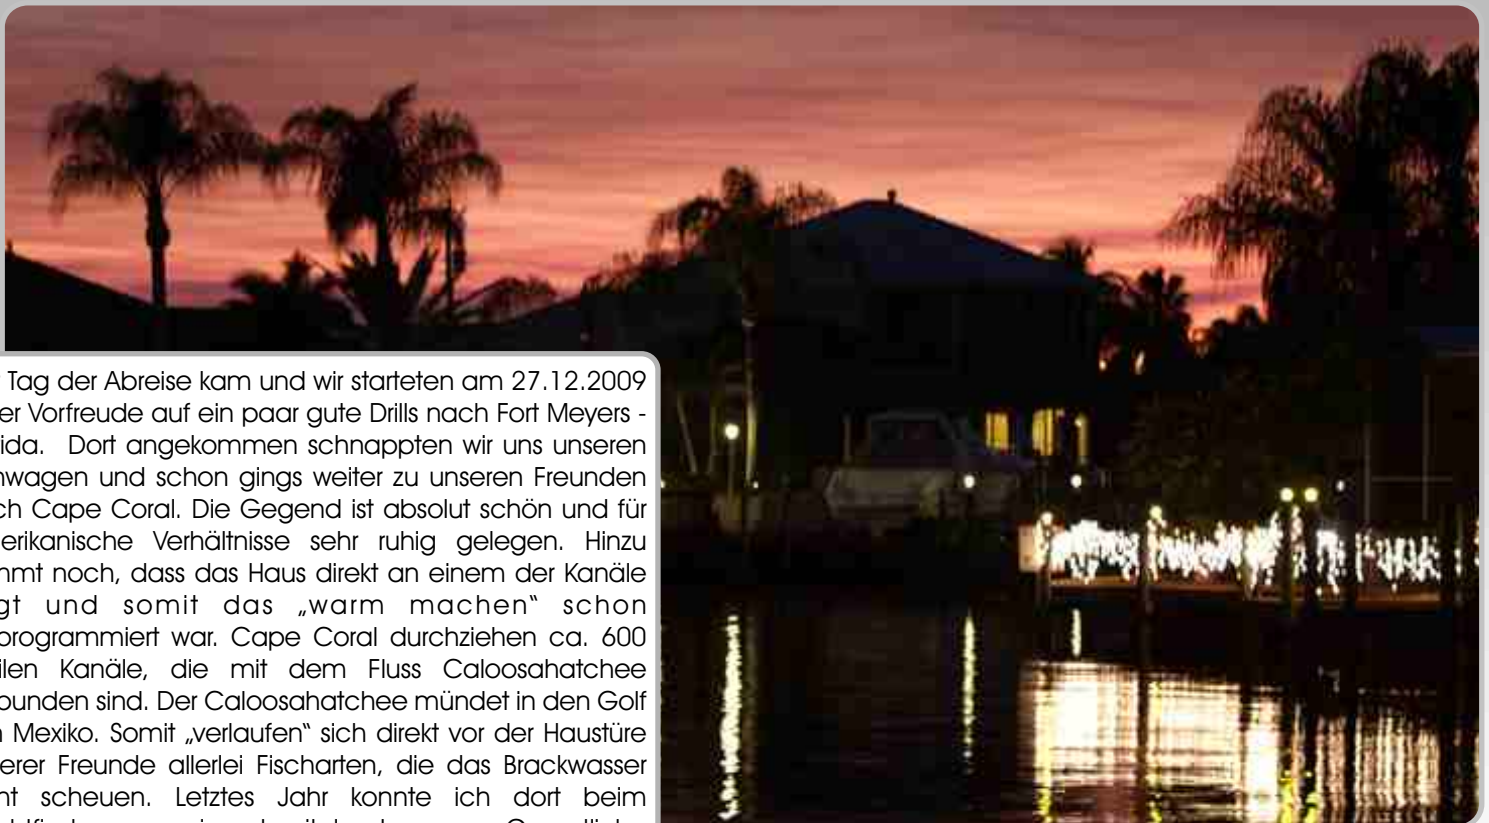 Tag der Abreise kam und wir starteten am 27.12.2009
er Vorfreude auf ein paar gute Drills nach Fort Meyers -
ida. Dort angekommen schnappten wir uns unseren
nwagen und schon gings weiter zu unseren Freunden
ch Cape Coral. Die Gegend ist absolut schön und für
erikanische Verhältnisse sehr ruhig gelegen. Hinzu
mmt noch, dass das Haus direkt an einem der Kanäle
gt und somit das „warm machen“ schon
programmiert war. Cape Coral durchziehen ca. 600
ilen Kanäle, die mit dem Fluss Caloosahatchee
bunden sind. Der Caloosahatchee mündet in den Golf
n Mexiko. Somit „verlaufen“ sich direkt vor der Haustüre
erer Freunde allerlei Fischarten, die das Brackwasser
nt scheuen. Letztes Jahr konnte ich dort beim